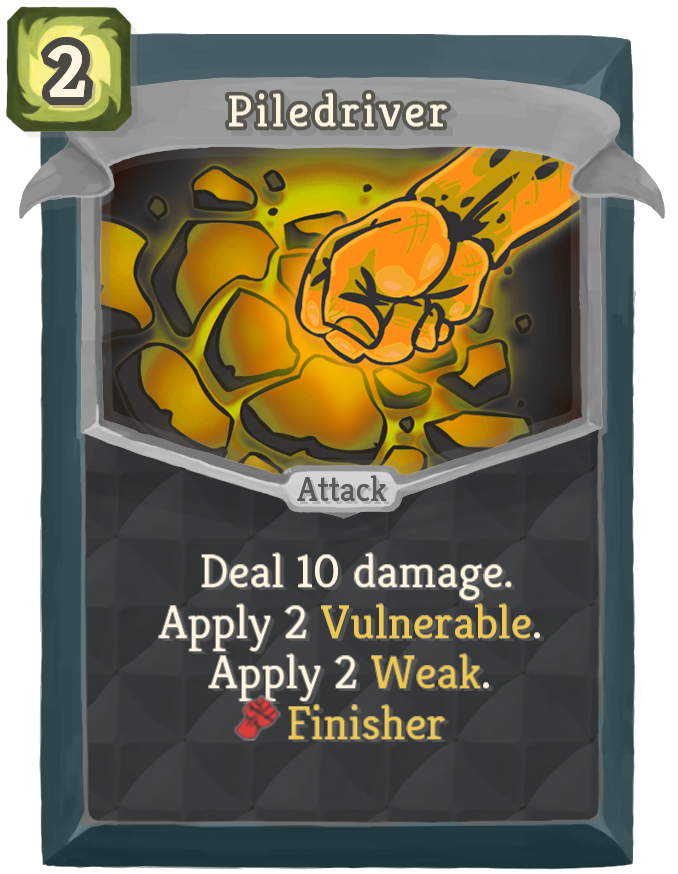 2
Piledriver
Attack
Deal 10 damage.
Apply 2 Vulnerable.
Apply 2 Weak.
Finisher